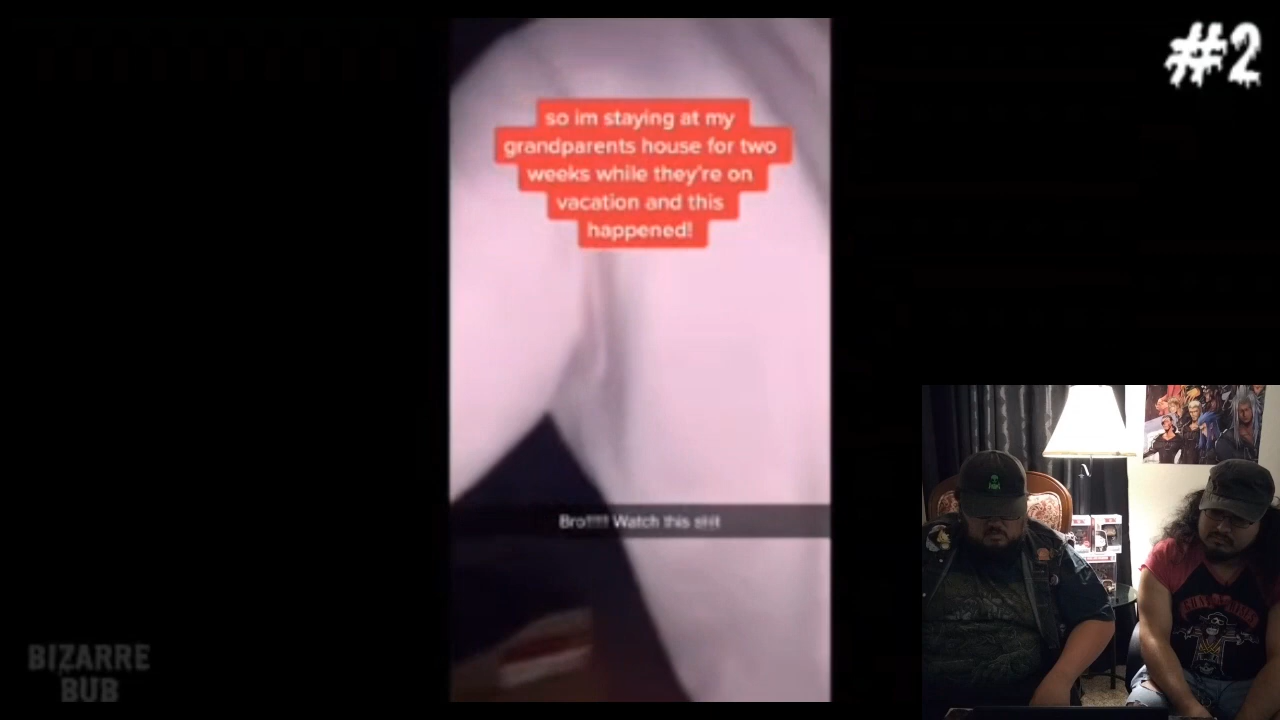 #2
so im staying at my
grandparents house for two
weeks while they're on
vacation and this
happened!
Bro!!!!! Watch this shit
BIZARRE
BUB